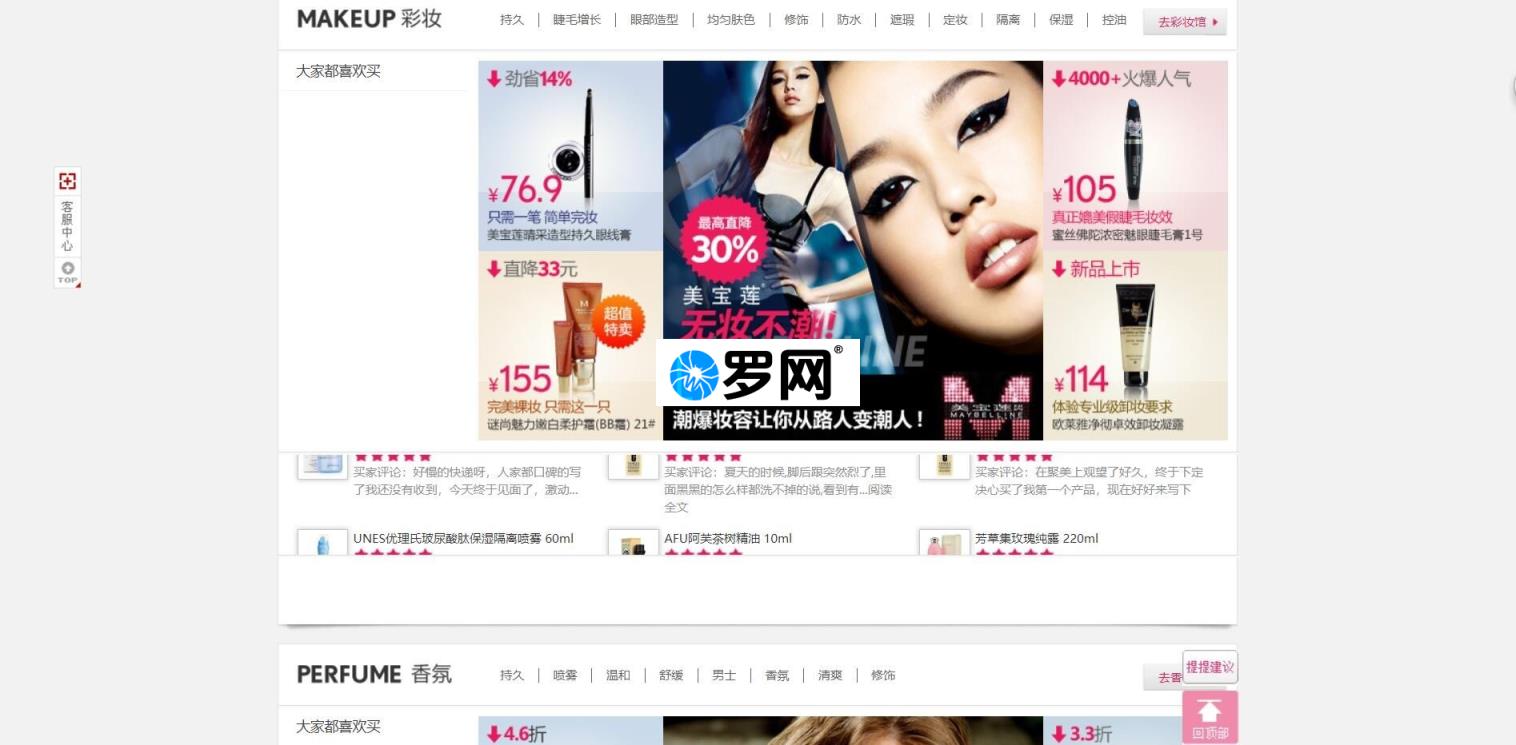 MAKEUP 彩妆
持久 | 睫毛增长 | 眼部造型 | 均匀肤色 | 修饰 | 防水 | 遮瑕 | 定妆 | 隔离 | 保湿 | 控油
去彩妆馆
大家都喜欢买
劲省14%
¥76.9
只需一笔 简单完妆
美宝莲晴采造型持久眼线膏
直降33元
超值
特卖
¥155
完美裸妆 只需这一只
谜尚魅力嫩白柔护霜(BB霜) 21#
最高直降
30%
美宝莲
无妆不潮!
罗网®
潮爆妆容让你从路人变潮人！
MAYBELLINE
4000+火爆人气
¥105
真正媲美假睫毛妆效
蜜丝佛陀浓密魅眼睫毛膏1号
新品上市
¥114
体验专业级卸妆要求
欧莱雅净彻卓效卸妆凝露
客服中心
TOP
买家评论：好慢的快递呀，人家都口碑的写
了我还没有收到，今天终于见面了，激动...
买家评论：夏天的时候,脚后跟突然烈了,里
面黑黑的怎么样都洗不掉的说,看到有...阅读
全文
买家评论：在聚美上观望了好久，终于下定
决心买了我第一个产品，现在好好来写下
UNES优理氏玻尿酸肽保湿隔离喷雾 60ml
AFU阿芙茶树精油 10ml
芳草集玫瑰纯露 220ml
PERFUME 香氛
持久 | 喷雾 | 温和 | 舒缓 | 男士 | 香氛 | 清爽 | 修饰
去香
提提建议
回顶部
大家都喜欢买
4.6折
3.3折